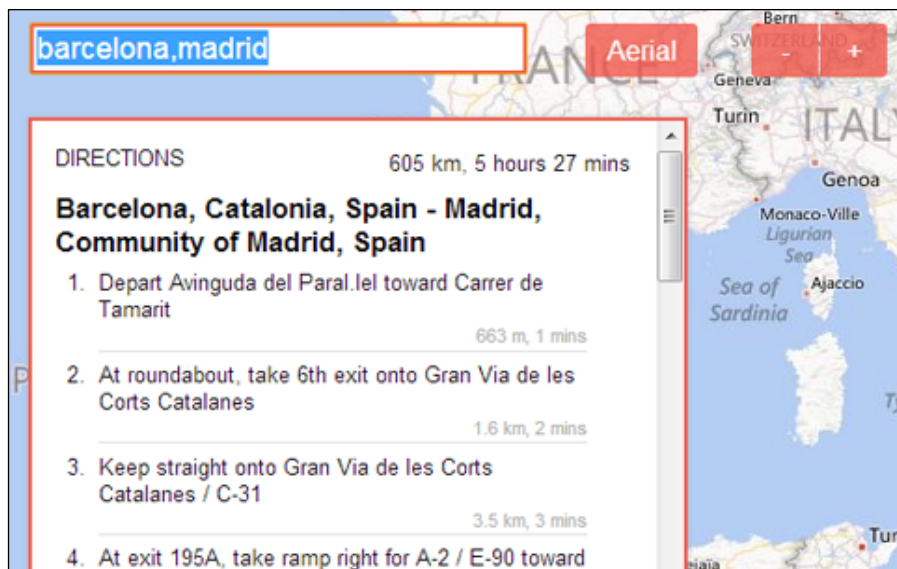 barcelona,madrid
Aerial
-
+
Bern
SWITZERLAND
FRANCE
Geneva
Turin
Genoa
Monaco-Ville
Ligurian
Sea
Sea of
Sardinia
Ajaccio
DIRECTIONS
605 km, 5 hours 27 mins
Barcelona, Catalonia, Spain - Madrid,
Community of Madrid, Spain
1. Depart Avinguda del Paral.lel toward Carrer de
Tamarit
663 m, 1 mins
2. At roundabout, take 6th exit onto Gran Via de les
Corts Catalanes
1.6 km, 2 mins
3. Keep straight onto Gran Via de les Corts
Catalanes / C-31
3.5 km, 3 mins
4. At exit 195A, take ramp right for A-2 / E-90 toward